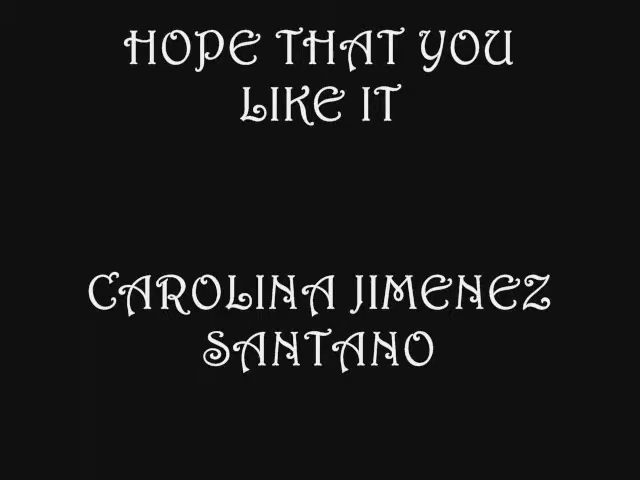 HOPE THAT YOU
LIKE IT
CAROLINA JIMENEZ
SANTANO